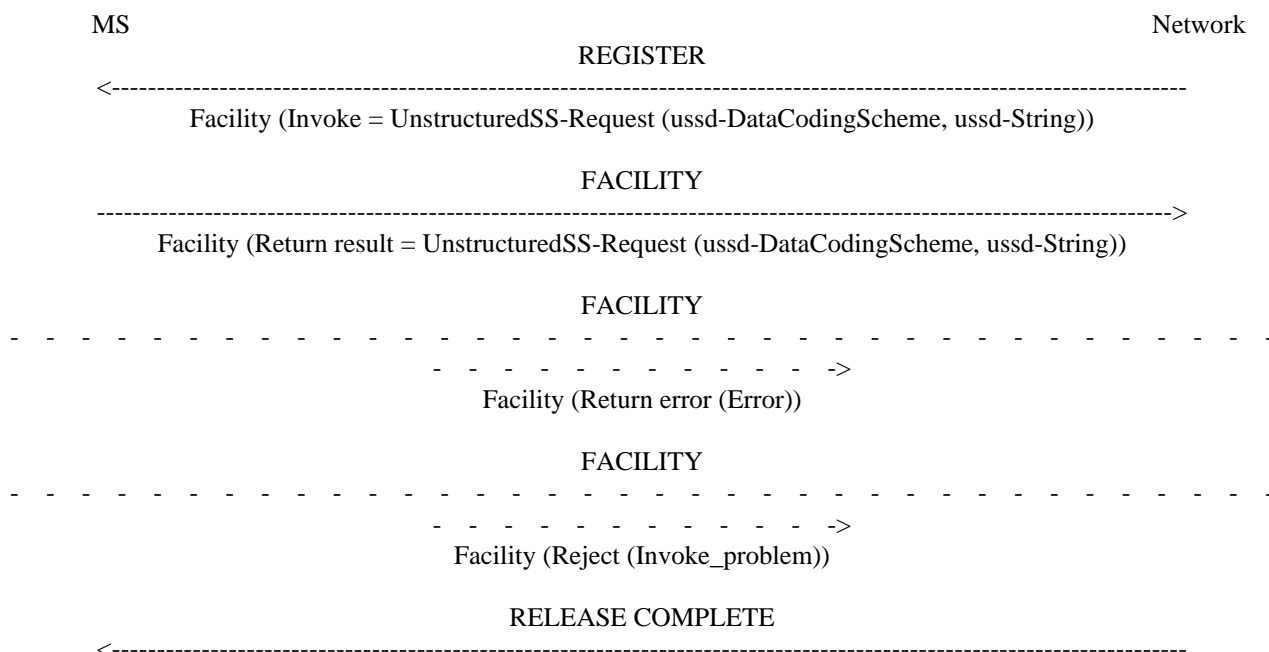 MS Network
REGISTER
<------------------------------------------------------------------------------------------------------------------------
Facility (Invoke = UnstructuredSS-Request (ussd-DataCodingScheme, ussd-String))
FACILITY
------------------------------------------------------------------------------------------------------------------------>
Facility (Return result = UnstructuredSS-Request (ussd-DataCodingScheme, ussd-String))
FACILITY
- - - - - - - - - - - - - - - - - - - - - - - - - - - - - - - - - - - -
- - - - - - - - - - - ->
Facility (Return error (Error))
FACILITY
- - - - - - - - - - - - - - - - - - - - - - - - - - - - - - - - - - - -
- - - - - - - - - - - ->
Facility (Reject (Invoke_problem))
RELEASE COMPLETE
<------------------------------------------------------------------------------------------------------------------------